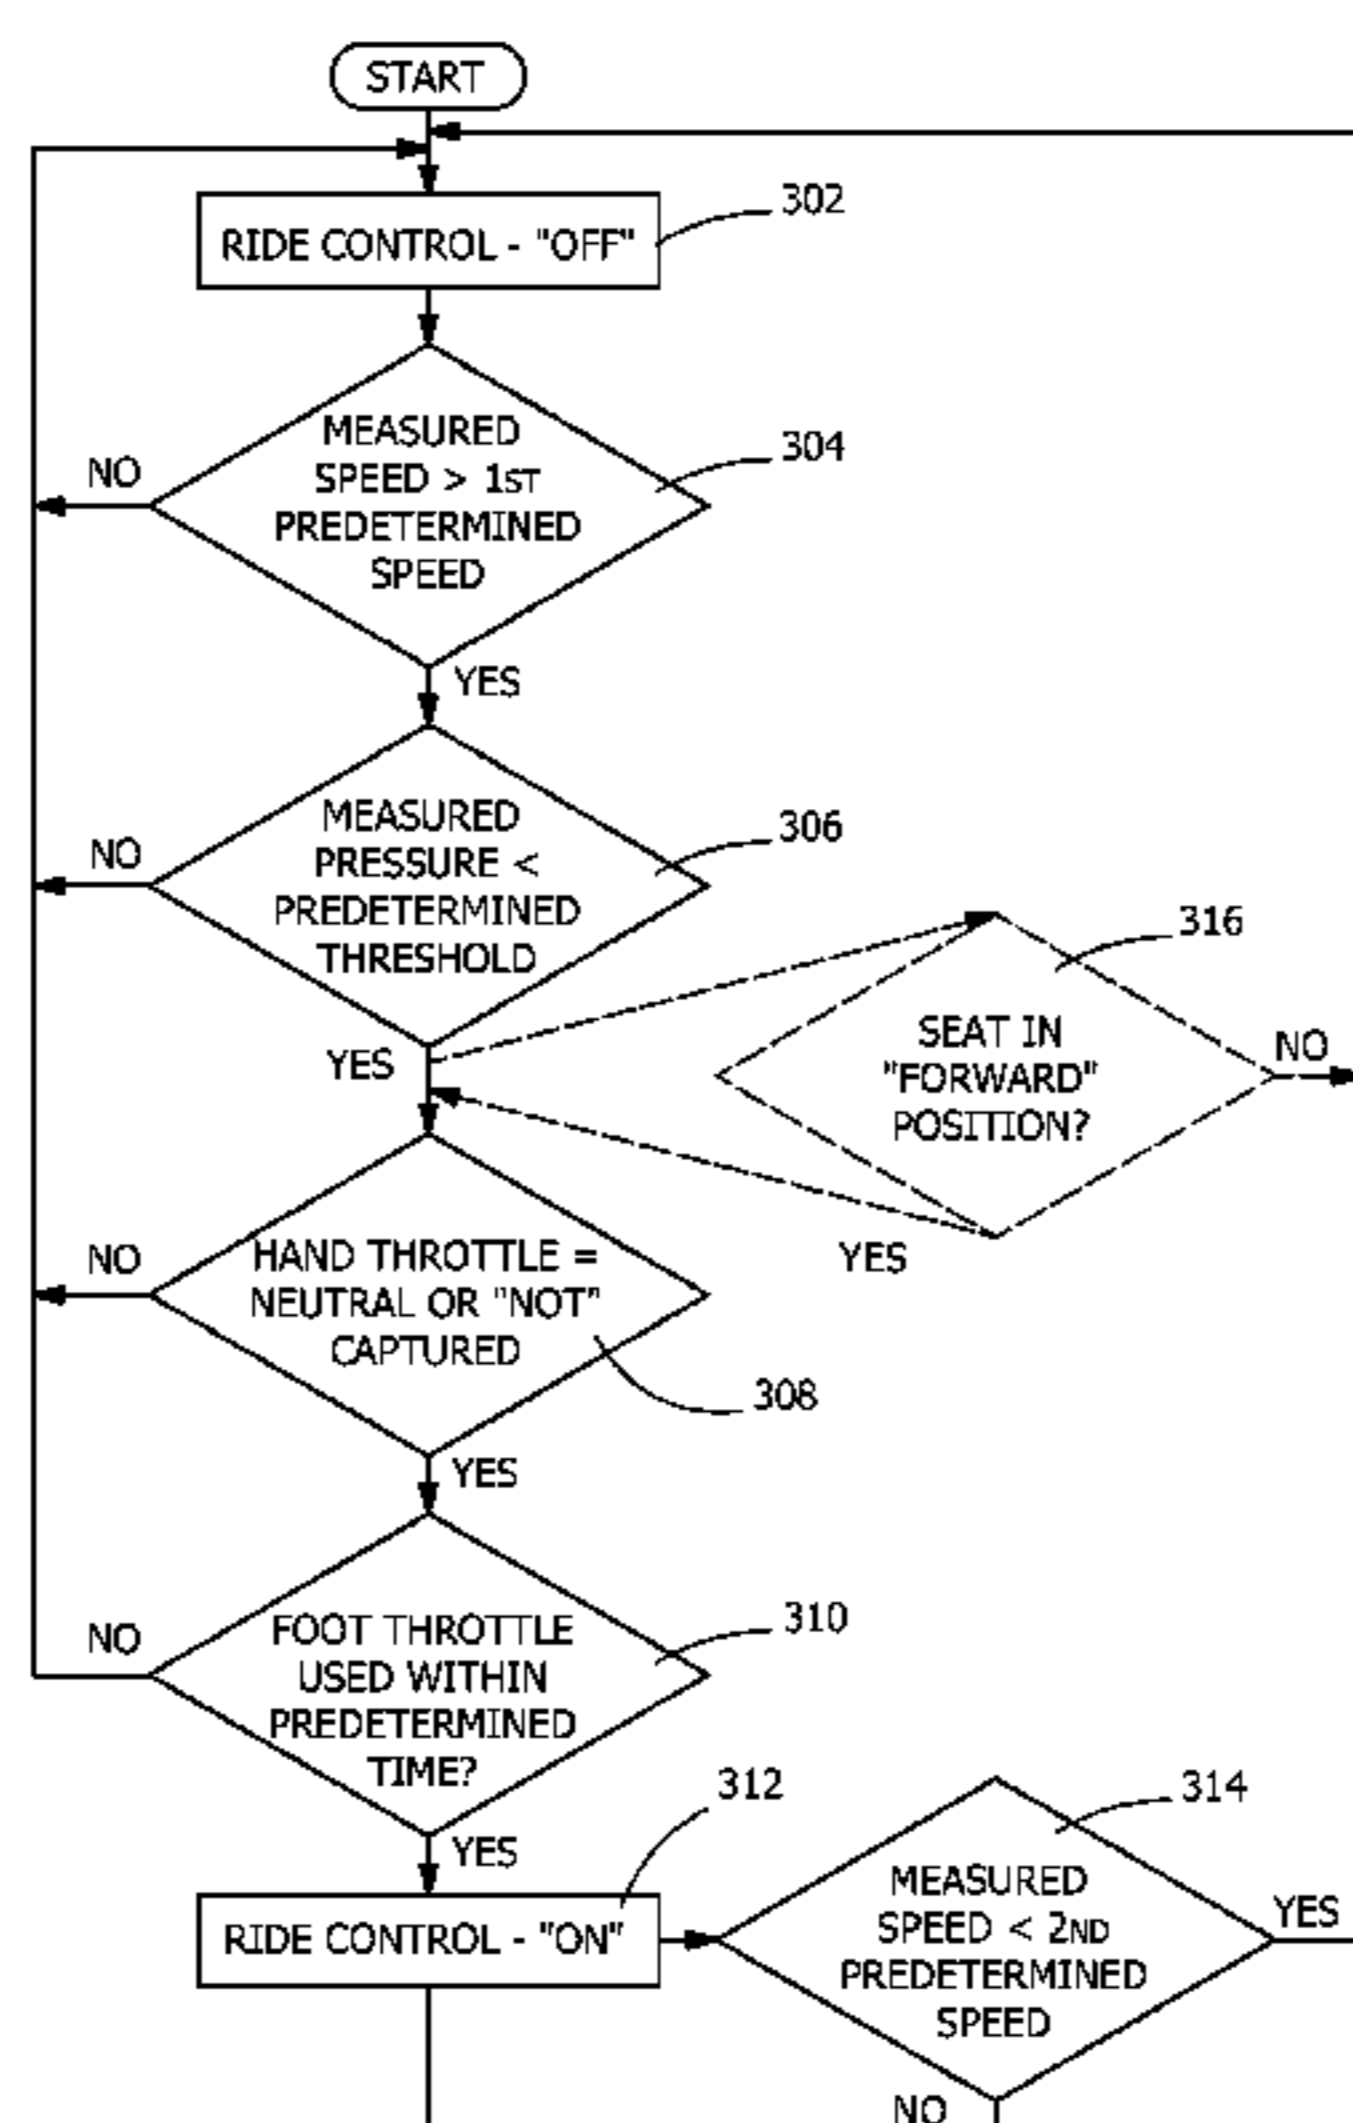 START
302
RIDE CONTROL - "OFF"
304
MEASURED
SPEED > 1ST
PREDETERMINED
SPEED
NO
YES
306
MEASURED
PRESSURE <
PREDETERMINED
THRESHOLD
NO
YES
316
SEAT IN
"FORWARD"
POSITION?
NO
YES
HAND THROTTLE =
NEUTRAL OR "NOT"
CAPTURED
NO
308
YES
310
FOOT THROTTLE
USED WITHIN
PREDETERMINED
TIME?
NO
YES
312
RIDE CONTROL - "ON"
314
MEASURED
SPEED < 2ND
PREDETERMINED
SPEED
YES
NO